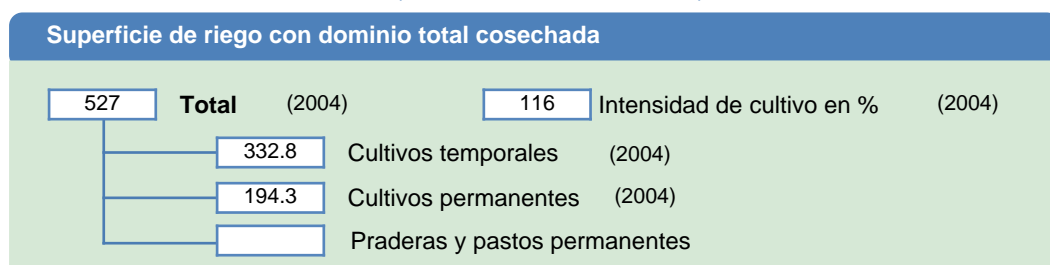 Superficie de riego con dominio total cosechada
527 Total (2004) 116 Intensidad de cultivo en % (2004)
332.8 Cultivos temporales (2004)
194.3 Cultivos permanentes (2004)
Praderas y pastos permanentes